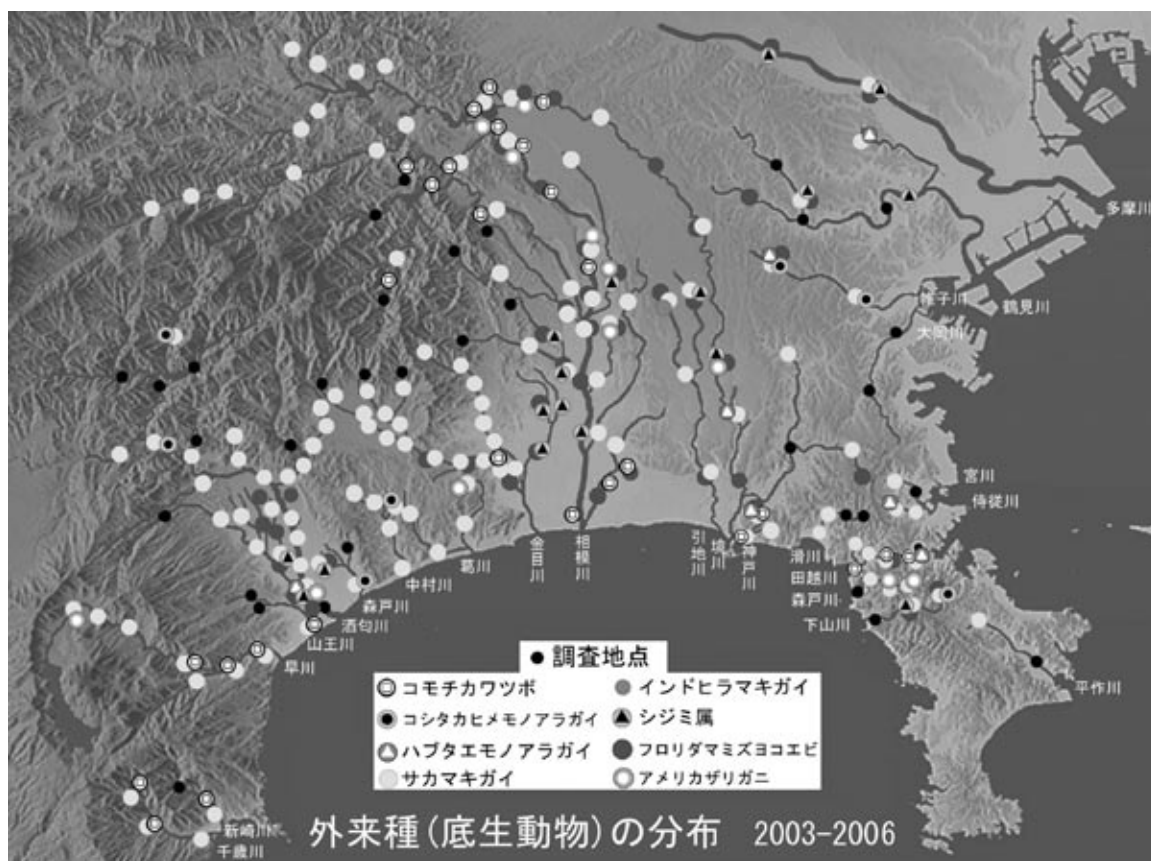 多摩川
鶴見川
帷子川
大岡川
宮川
侍従川
滑川
田越川
森戸川
下山川
平作川
神戸川
境川
引地川
相模川
金目川
葛川
中村川
森戸川
酒匂川
山王川
早川
新崎川
千歳川
調査地点
コモチカワツボ
インドヒラマキガイ
コシタカヒメモノアラガイ
シジミ属
ハブタエモノアラガイ
フロリダマミズヨコエビ
サカマキガイ
アメリカザリガニ
外来種(底生動物)の分布 2003-2006